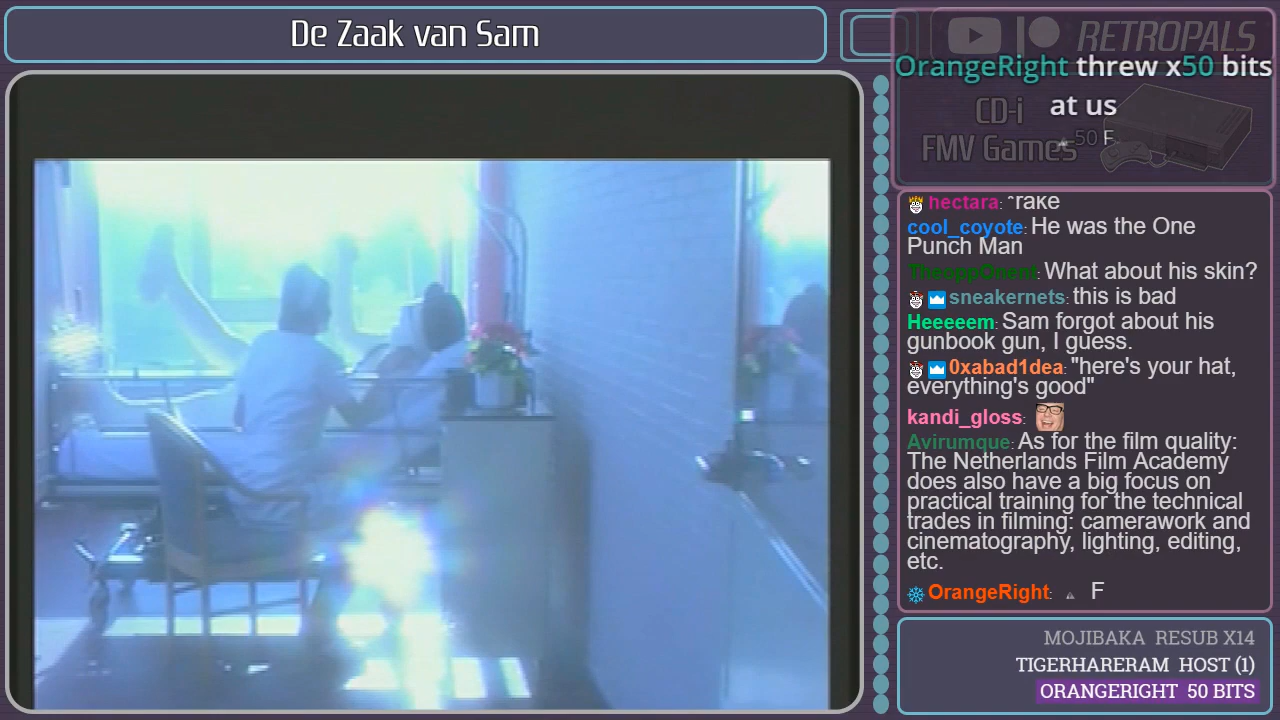 De Zaak van Sam
RETROPALS
OrangeRight threw x50 bits
at us
50 F
CD-i
FMV Games
hectara: *rake
cool_coyote: He was the One
Punch Man
TheoppOnent: What about his skin?
sneakernets: this is bad
Heeeeem: Sam forgot about his
gunbook gun, I guess.
0xabad1dea: "here's your hat,
everything's good"
kandi_gloss:
Avirumque: As for the film quality:
The Netherlands Film Academy
does also have a big focus on
practical training for the technical
trades in filming: camerawork and
cinematography, lighting, editing,
etc.
OrangeRight: F
MOJIBAKA RESUB X14
TIGERHARERAM HOST (1)
ORANGERIGHT 50 BITS